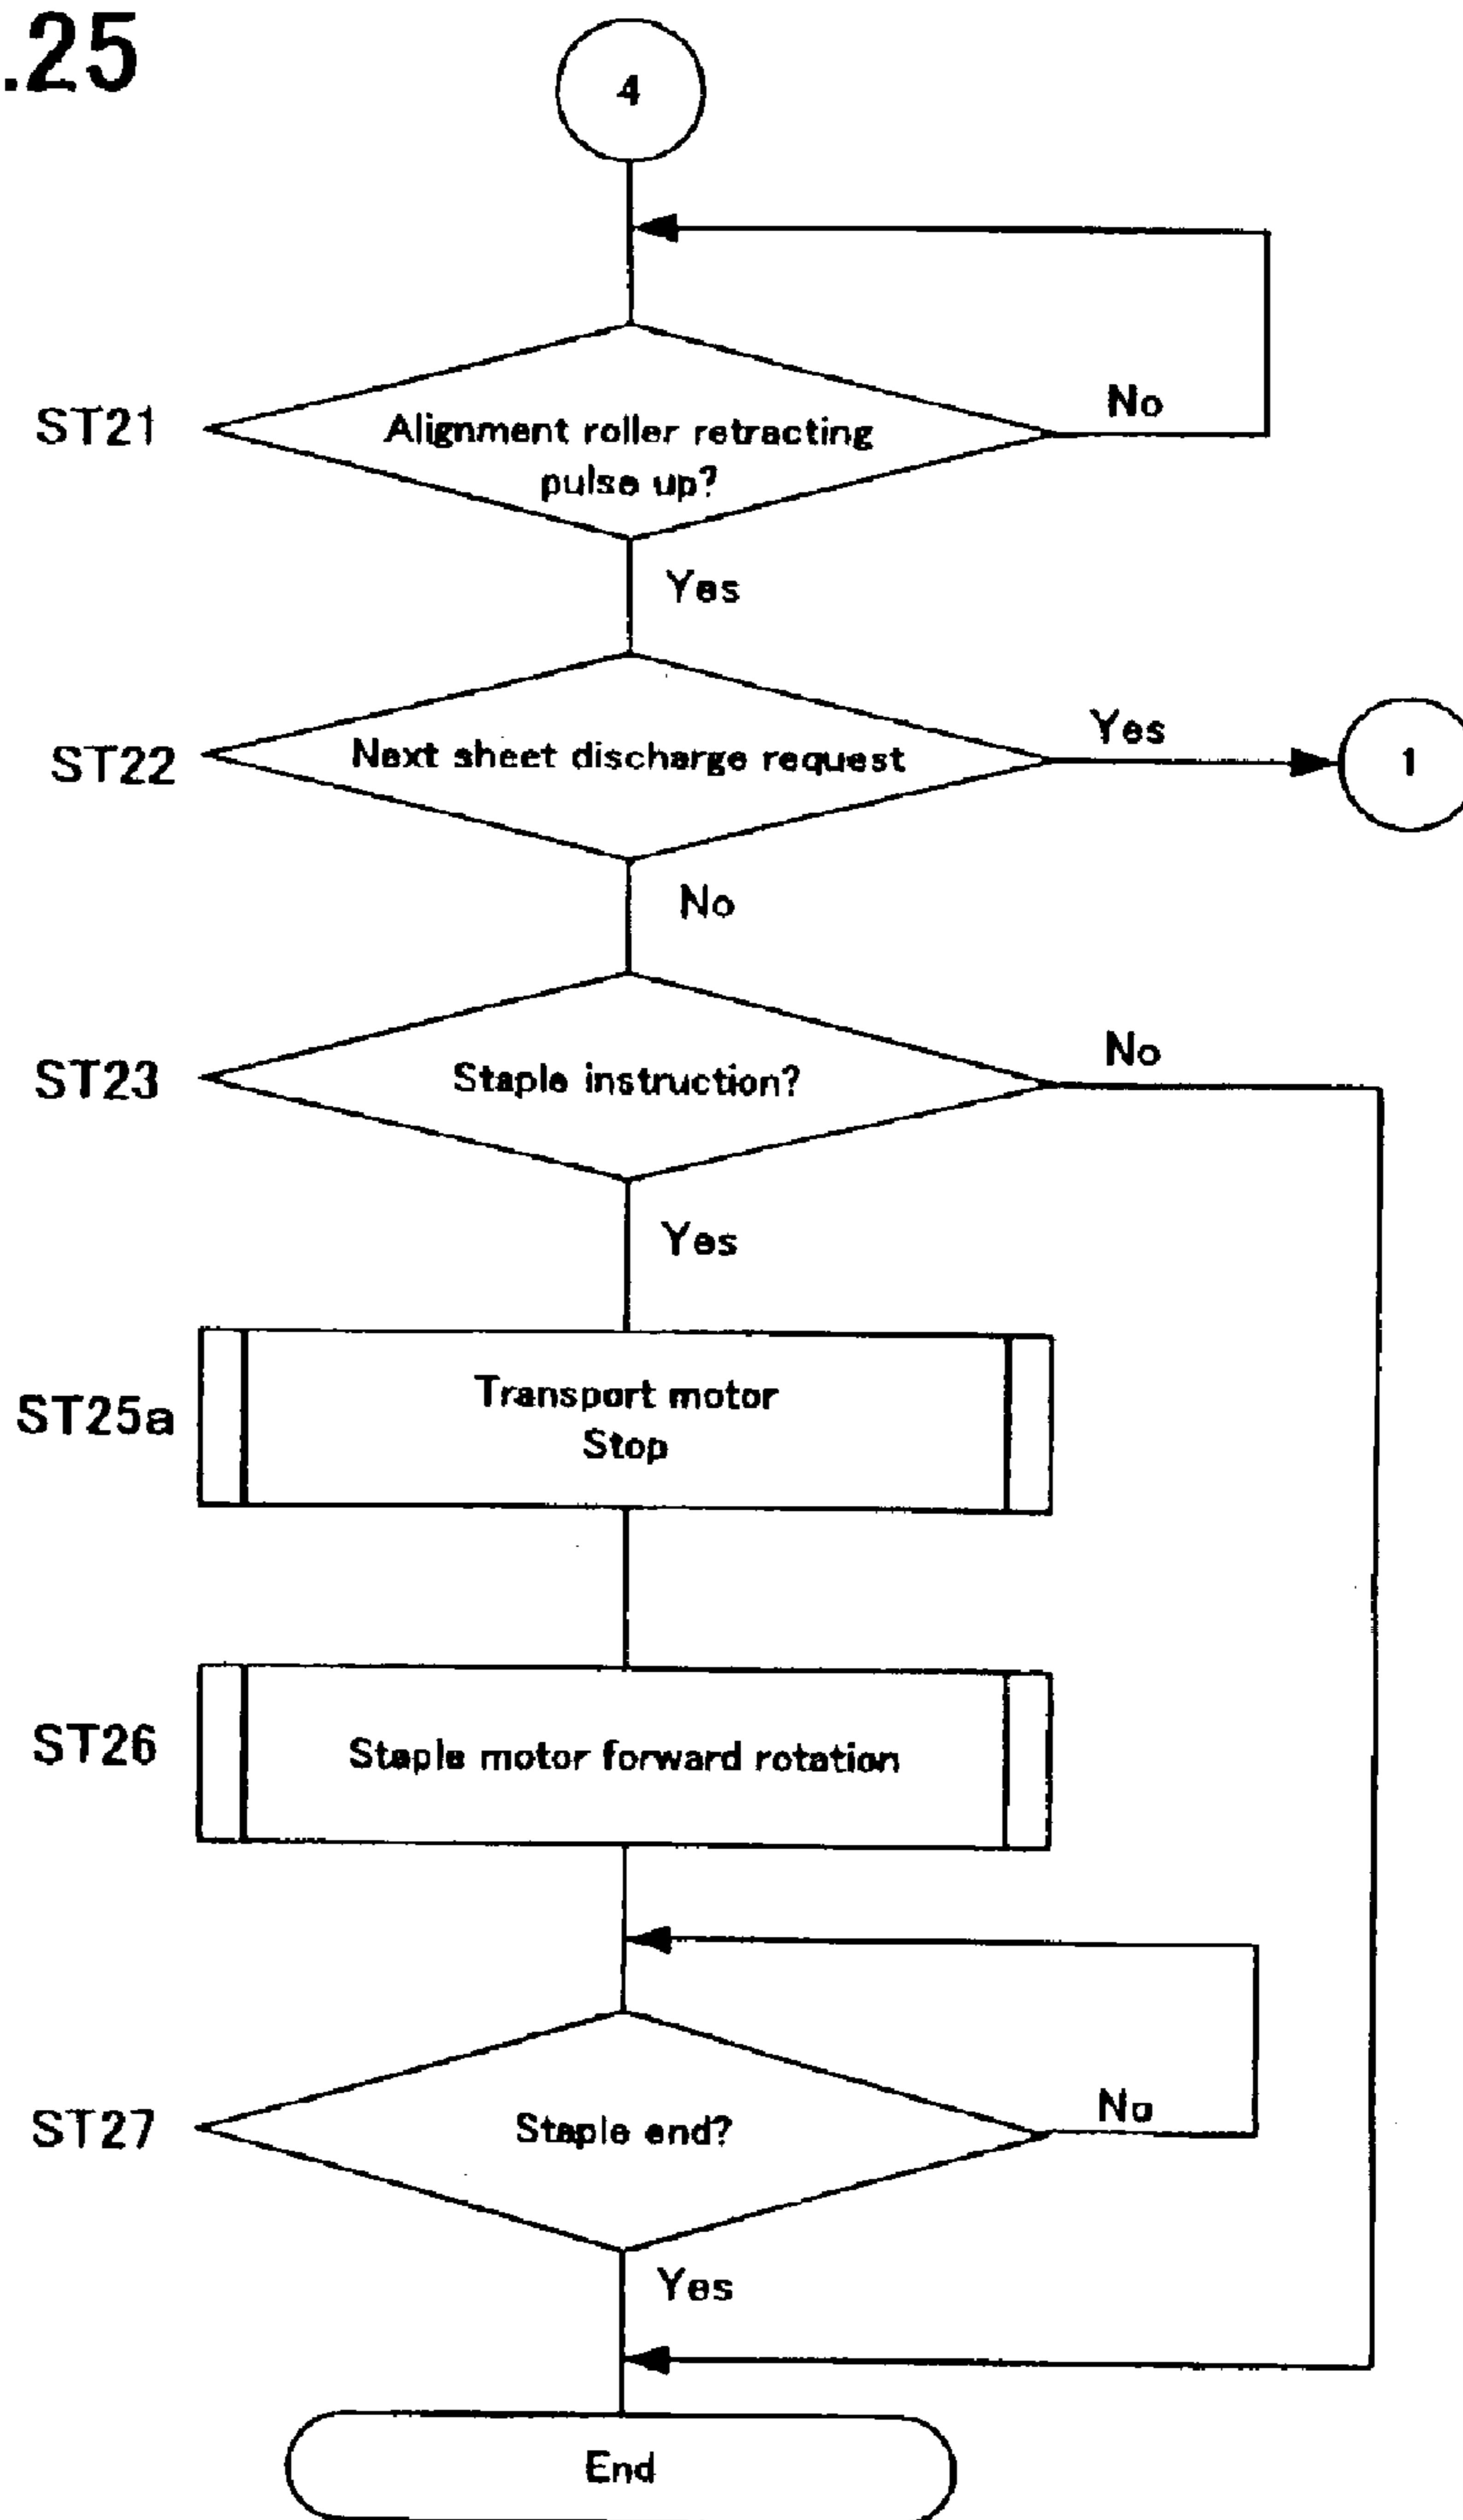 .25
4
No
ST21
Alignment roller retracting
pulse up?
Yes
ST22
Next sheet discharge request
Yes
1
No
ST23
Staple instruction?
No
Yes
ST25a
Transport motor
Stop
ST26
Staple motor forward rotation
ST27
Staple end?
No
Yes
End